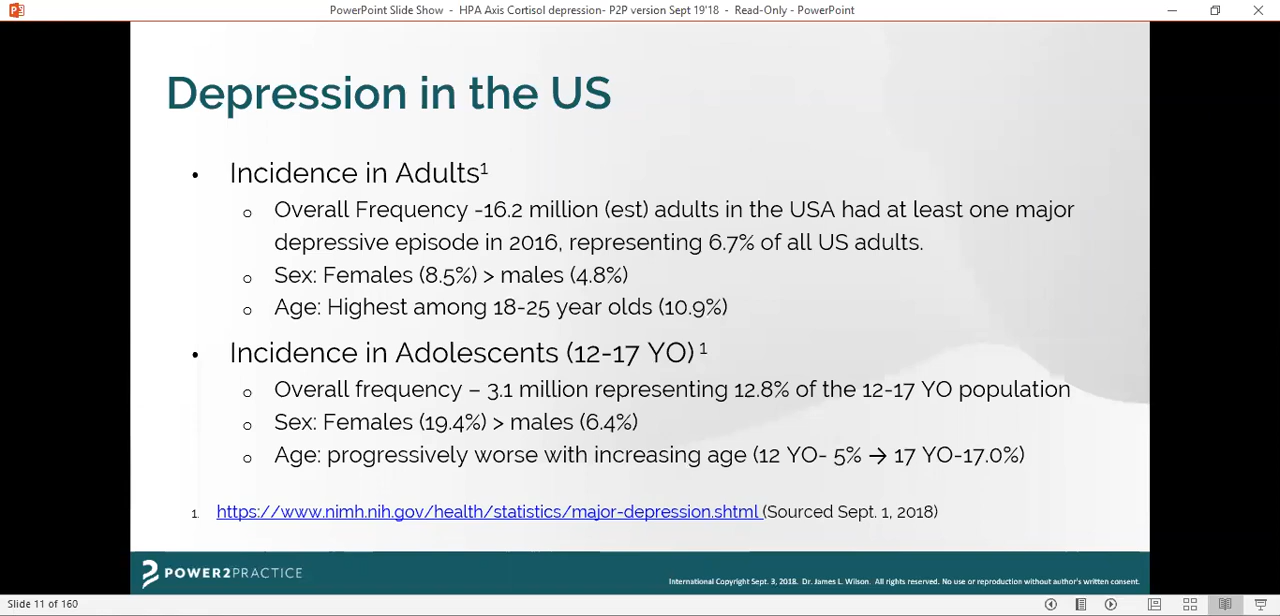 PowerPoint Slide Show - HPA Axis Cortisol depression- P2P version Sept 19'18 - Read-Only - PowerPoint
Depression in the US
• Incidence in Adults¹
o Overall Frequency -16.2 million (est) adults in the USA had at least one major
depressive episode in 2016, representing 6.7% of all US adults.
o Sex: Females (8.5%) > males (4.8%)
o Age: Highest among 18-25 year olds (10.9%)
• Incidence in Adolescents (12-17 YO) ¹
o Overall frequency – 3.1 million representing 12.8% of the 12-17 YO population
o Sex: Females (19.4%) > males (6.4%)
o Age: progressively worse with increasing age (12 YO- 5% → 17 YO-17.0%)
1. https://www.nimh.nih.gov/health/statistics/major-depression.shtml (Sourced Sept. 1, 2018)
POWER2PRACTICE
International Copyright Sept. 3, 2018. Dr. James L. Wilson. All rights reserved. No use or reproduction without author's written consent.
Slide 11 of 160